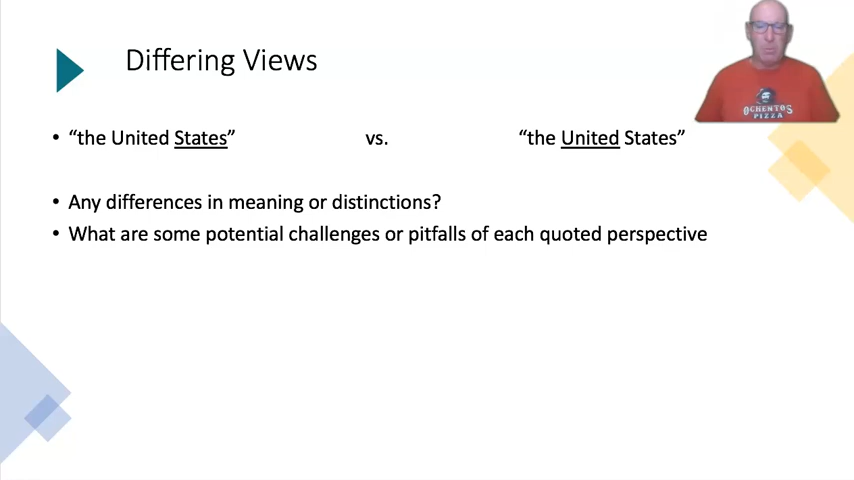 Differing Views
• “the United States” vs. “the United States”
• Any differences in meaning or distinctions?
• What are some potential challenges or pitfalls of each quoted perspective
OCHENTOS
PIZZA